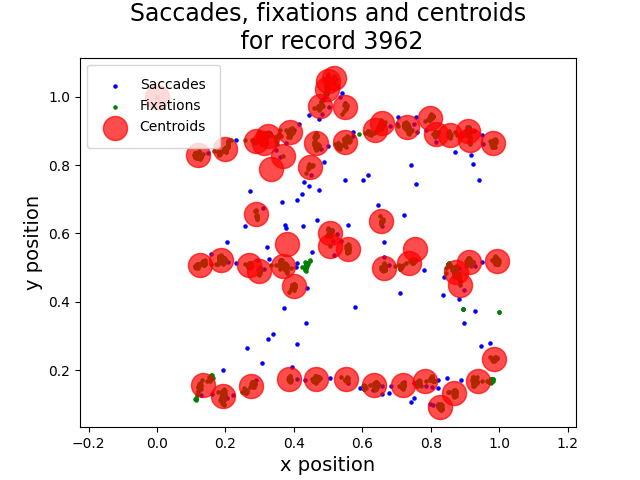 Saccades, fixations and centroids
for record 3962
Saccades
Fixations
Centroids
y position
1.0
0.8
0.6
0.4
0.2
−0.2
0.0
0.2
0.4
0.6
0.8
1.0
1.2
x position